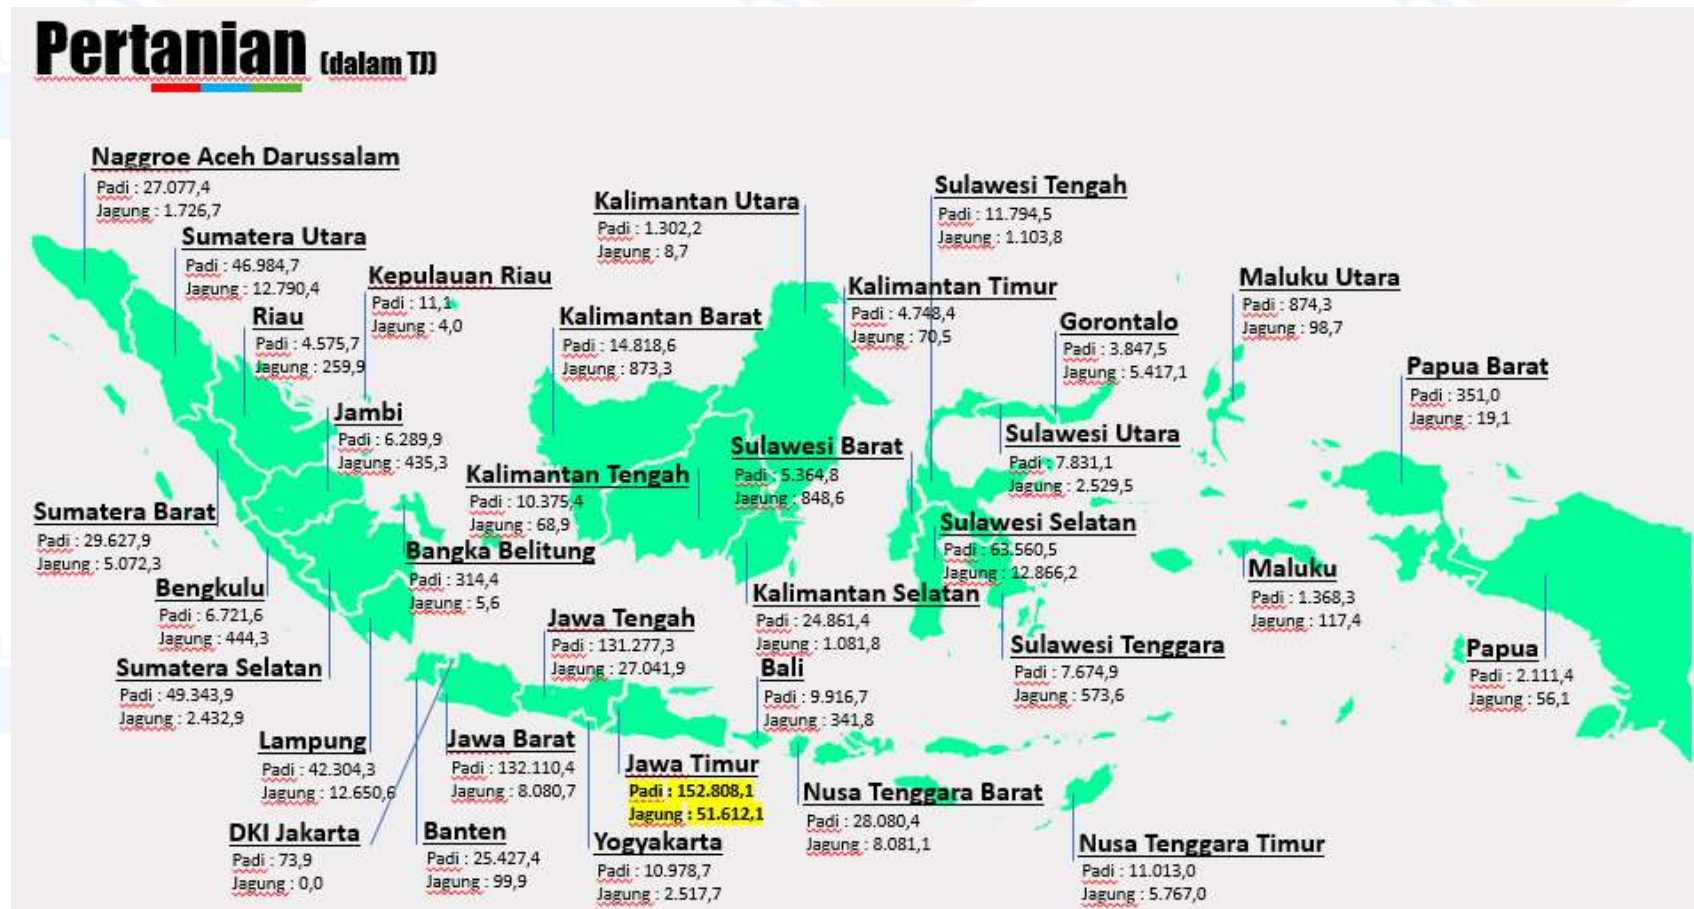 Pertanian (dalam TJ)
Naggroe Aceh Darussalam
Padi : 27.077,4
Jagung : 1.726,7
Sumatera Utara
Padi : 46.984,7
Jagung : 12.790,4
Riau
Padi : 4.575,7
Jagung : 259,9
Kepulauan Riau
Padi : 11,1
Jagung : 4,0
Jambi
Padi : 6.289,9
Jagung : 435,3
Sumatera Barat
Padi : 29.627,9
Jagung : 5.072,3
Bengkulu
Padi : 6.721,6
Jagung : 444,3
Sumatera Selatan
Padi : 49.343,9
Jagung : 2.432,9
Bangka Belitung
Padi : 314,4
Jagung : 5,6
Lampung
Padi : 42.304,3
Jagung : 12.650,6
DKI Jakarta
Padi : 73,9
Jagung : 0,0
Banten
Padi : 25.427,4
Jagung : 99,9
Jawa Barat
Padi : 132.110,4
Jagung : 8.080,7
Jawa Tengah
Padi : 131.277,3
Jagung : 27.041,9
Jawa Timur
Padi : 152.808,1
Jagung : 51.612,1
Yogyakarta
Padi : 10.978,7
Jagung : 2.517,7
Kalimantan Utara
Padi : 1.302,2
Jagung : 8,7
Kalimantan Barat
Padi : 14.818,6
Jagung : 873,3
Kalimantan Timur
Padi : 4.748,4
Jagung : 70,5
Kalimantan Tengah
Padi : 10.375,4
Jagung : 68,9
Kalimantan Selatan
Padi : 24.861,4
Jagung : 1.081,8
Bali
Padi : 9.916,7
Jagung : 341,8
Nusa Tenggara Barat
Padi : 28.080,4
Jagung : 8.081,1
Nusa Tenggara Timur
Padi : 11.013,0
Jagung : 5.767,0
Sulawesi Tengah
Padi : 11.794,5
Jagung : 1.103,8
Gorontalo
Padi : 3.847,5
Jagung : 5.417,1
Sulawesi Utara
Padi : 7.831,1
Jagung : 2.529,5
Sulawesi Barat
Padi : 5.364,8
Jagung : 848,6
Sulawesi Selatan
Padi : 63.560,5
Jagung : 12.866,2
Sulawesi Tenggara
Padi : 7.674,9
Jagung : 573,6
Maluku Utara
Padi : 874,3
Jagung : 98,7
Maluku
Padi : 1.368,3
Jagung : 117,4
Papua Barat
Padi : 351,0
Jagung : 19,1
Papua
Padi : 2.111,4
Jagung : 56,1